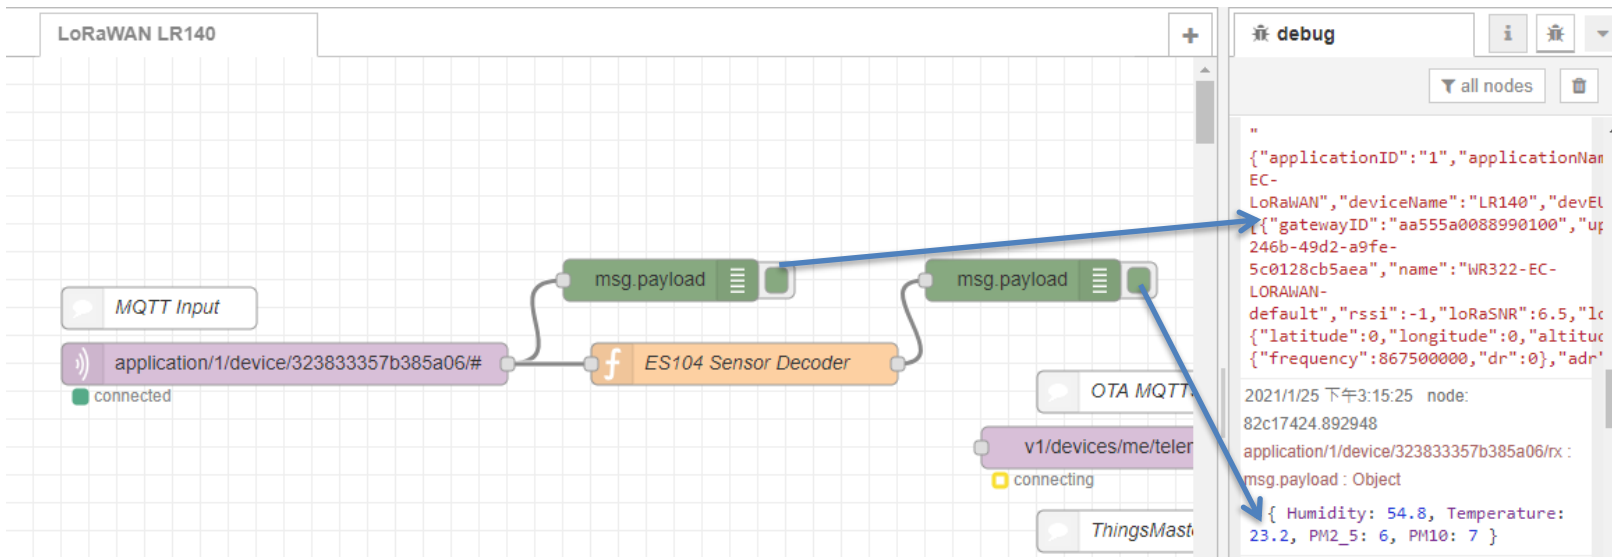 LoRaWAN LR140
+
debug
i
all nodes
"
{"applicationID":"1","applicationNam
EC-
LoRaWAN","deviceName":"LR140","devEU
[{"gatewayID":"aa555a0088990100","up
246b-49d2-a9fe-
5c0128cb5aea","name":"WR322-EC-
LORAWAN-
default","rssi":-1,"loRaSNR":6.5,"lo
{"latitude":0,"longitude":0,"altitud
{"frequency":867500000,"dr":0},"adr"
2021/1/25 下午3:15:25 node:
82c17424.892948
application/1/device/323833357b385a06/rx :
msg.payload : Object
{ Humidity: 54.8, Temperature:
23.2, PM2_5: 6, PM10: 7 }
msg.payload
msg.payload
MQTT Input
application/1/device/323833357b385a06/#
connected
ES104 Sensor Decoder
OTA MQTT
v1/devices/me/teler
connecting
ThingsMast